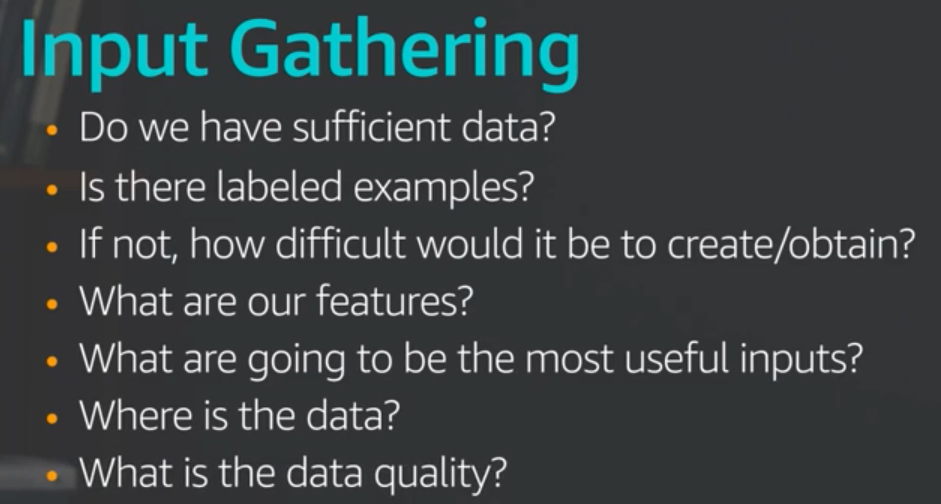 Input Gathering
• Do we have sufficient data?
• Is there labeled examples?
• If not, how difficult would it be to create/obtain?
• What are our features?
• What are going to be the most useful inputs?
• Where is the data?
• What is the data quality?